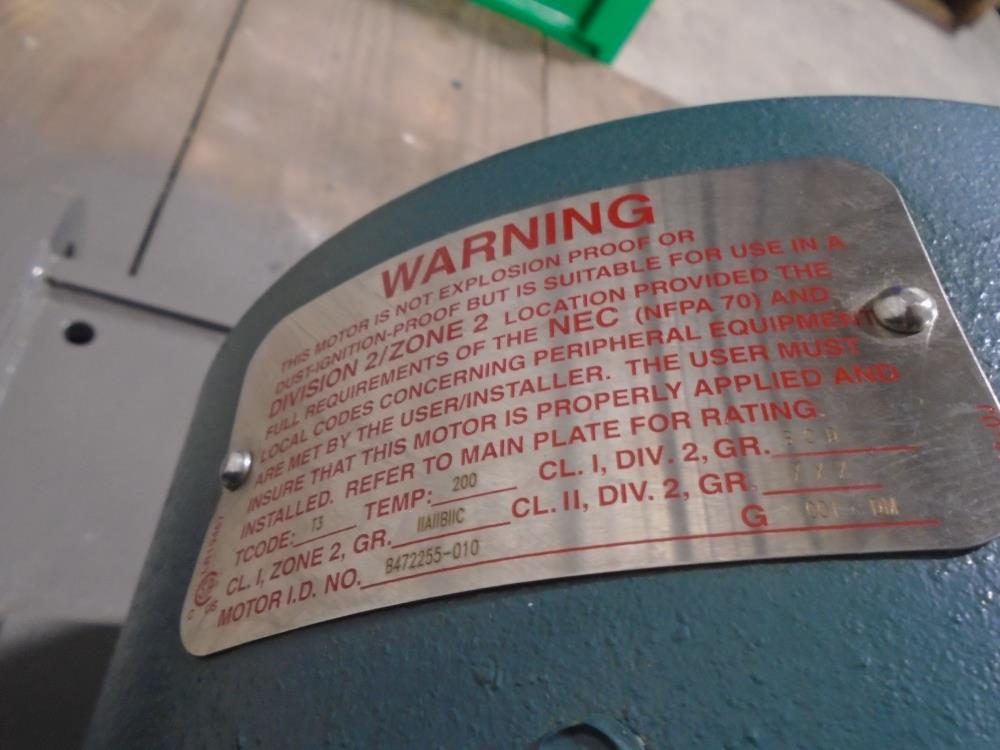 WARNING
THIS MOTOR IS NOT EXPLOSION PROOF OR
DUST-IGNITION-PROOF BUT IS SUITABLE FOR USE IN A
DIVISION 2/ZONE 2 LOCATION PROVIDED THE
FULL REQUIREMENTS OF THE NEC (NFPA 70) AND
LOCAL CODES CONCERNING PERIPHERAL EQUIPMENT
ARE MET BY THE USER/INSTALLER. THE USER MUST
INSURE THAT THIS MOTOR IS PROPERLY APPLIED AND
INSTALLED. REFER TO MAIN PLATE FOR RATING.
TCODE: T3 TEMP: 200 CL. I, DIV. 2, GR.
CL. I, ZONE 2, GR. IIAIIBIIC CL. II, DIV. 2, GR.
MOTOR I.D. NO. B472255-010 G 001 DM